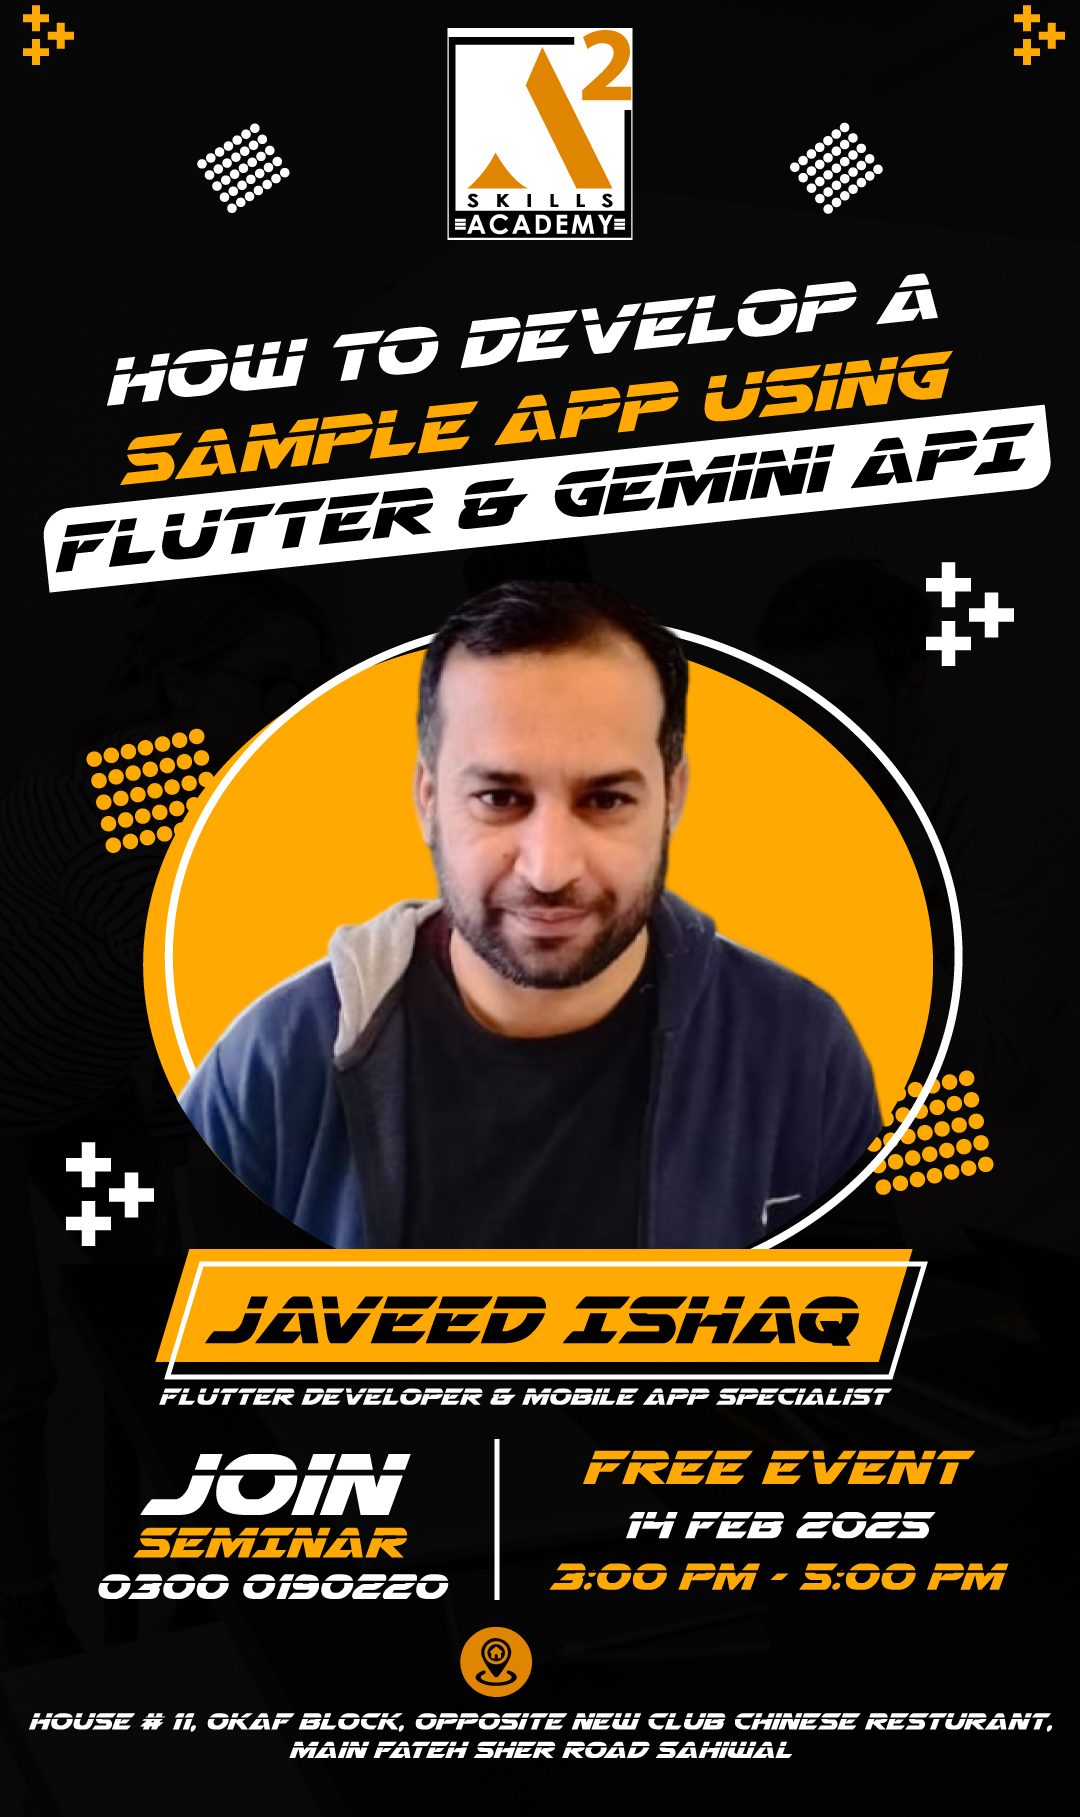 A2
SKILLS
ACADEMY
HOW TO DEVELOP A
SAMPLE APP USING
FLUTTER & GEMINI API
JAVEED ISHAQ
FLUTTER DEVELOPER & MOBILE APP SPECIALIST
JOIN
SEMINAR
0300 0190220
FREE EVENT
14 FEB 2025
3:00 PM - 5:00 PM
HOUSE # 11, OKAF BLOCK, OPPOSITE NEW CLUB CHINESE RESTURANT,
MAIN FATEH SHER ROAD SAHIWAL